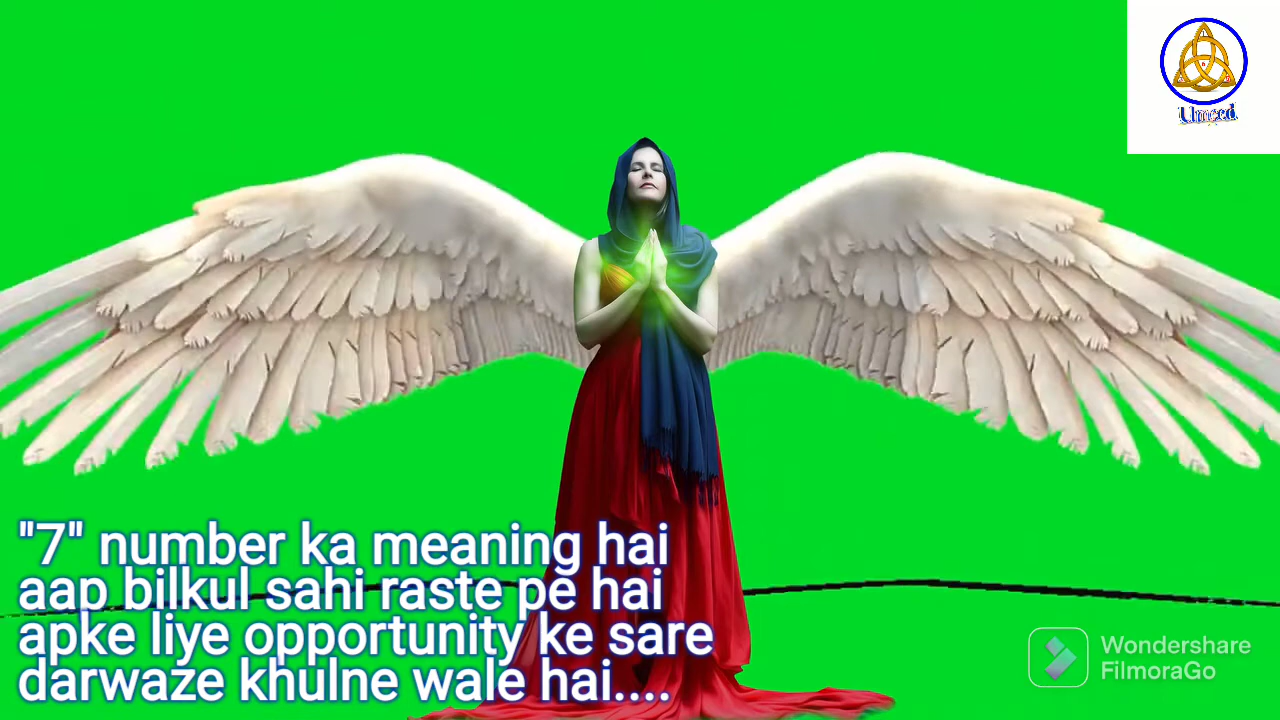 Umeed
"7" number ka meaning hai
aap bilkul sahi raste pe hai
apke liye opportunity ke sare
darwaze khulne wale hai....
Wondershare
FilmoraGo